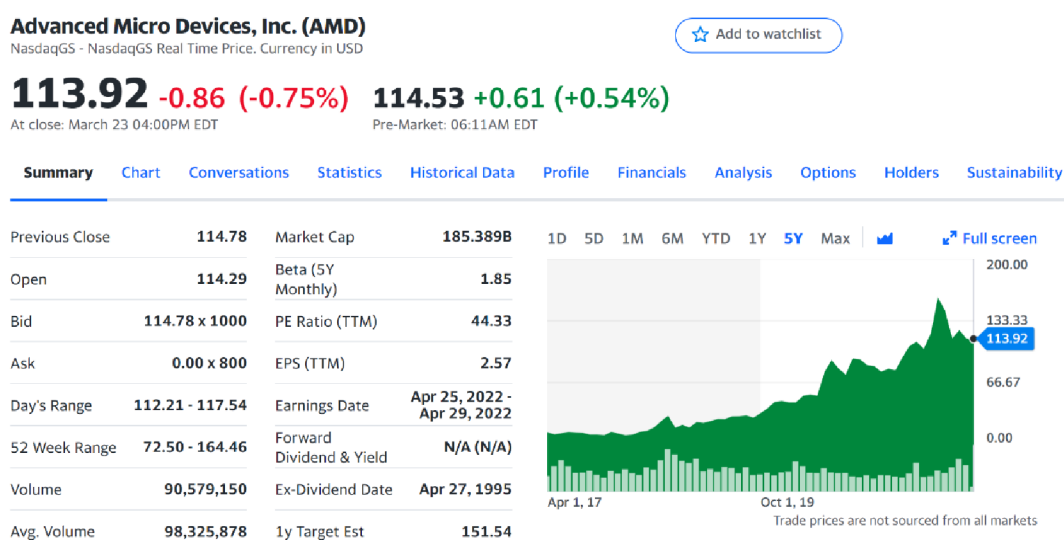 Advanced Micro Devices, Inc. (AMD)
NasdaqGS - NasdaqGS Real Time Price. Currency in USD
Add to watchlist
113.92 -0.86 (-0.75%) 114.53 +0.61 (+0.54%)
At close: March 23 04:00PM EDT Pre-Market: 06:11AM EDT
Summary Chart Conversations Statistics Historical Data Profile Financials Analysis Options Holders Sustainability
Previous Close 114.78
Open 114.29
Bid 114.78 x 1000
Ask 0.00 x 800
Day's Range 112.21 - 117.54
52 Week Range 72.50 - 164.46
Volume 90,579,150
Avg. Volume 98,325,878
Market Cap 185.389B
Beta (5Y
Monthly) 1.85
PE Ratio (TTM) 44.33
EPS (TTM) 2.57
Earnings Date Apr 25, 2022 -
Apr 29, 2022
Forward
Dividend & Yield N/A (N/A)
Ex-Dividend Date Apr 27, 1995
1y Target Est 151.54
1D 5D 1M 6M YTD 1Y 5Y Max Full screen
200.00
133.33
113.92
66.67
0.00
Apr 1, 17 Oct 1, 19
Trade prices are not sourced from all markets